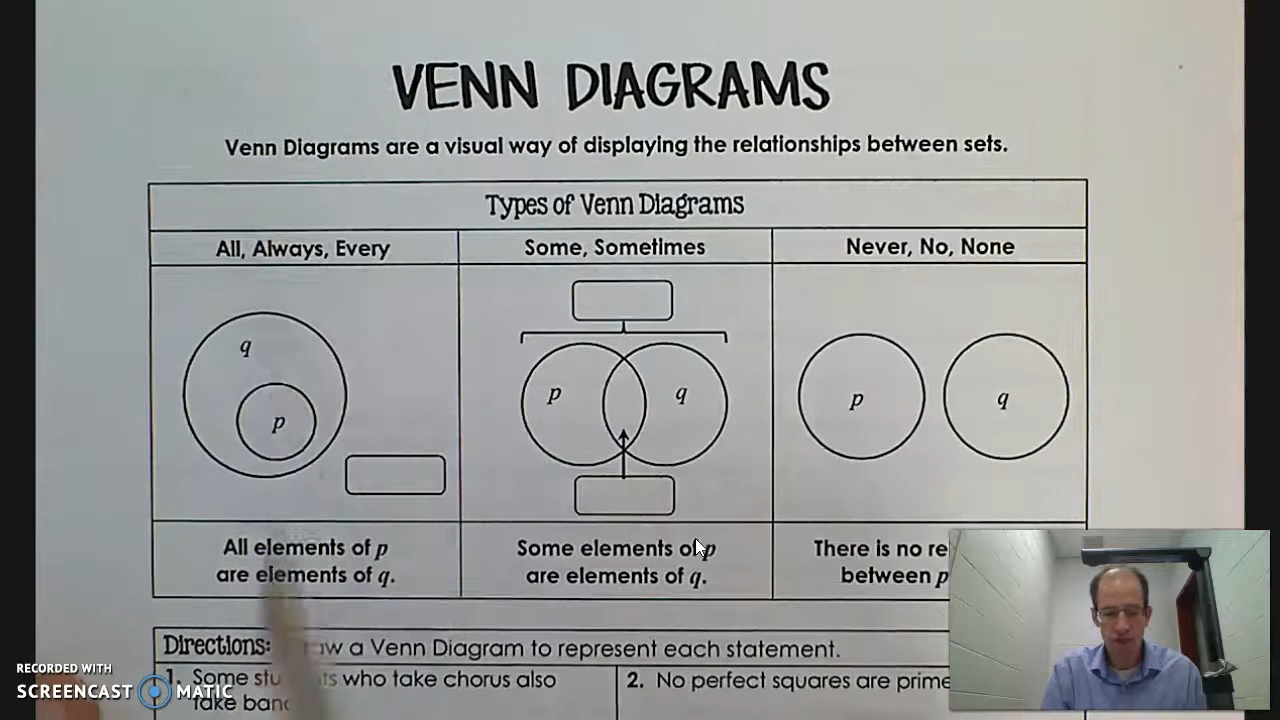 VENN DIAGRAMS
Venn Diagrams are a visual way of displaying the relationships between sets.
Types of Venn Diagrams
All, Always, Every
Some, Sometimes
Never, No, None
q
p
p
q
p
q
All elements of p
are elements of q.
Some elements of p
are elements of q.
There is no
between p
Directions: a Venn Diagram to represent each statement.
1. Some who take chorus also
take
2. No perfect squares are prime
RECORDED WITH
SCREENCAST MATIC